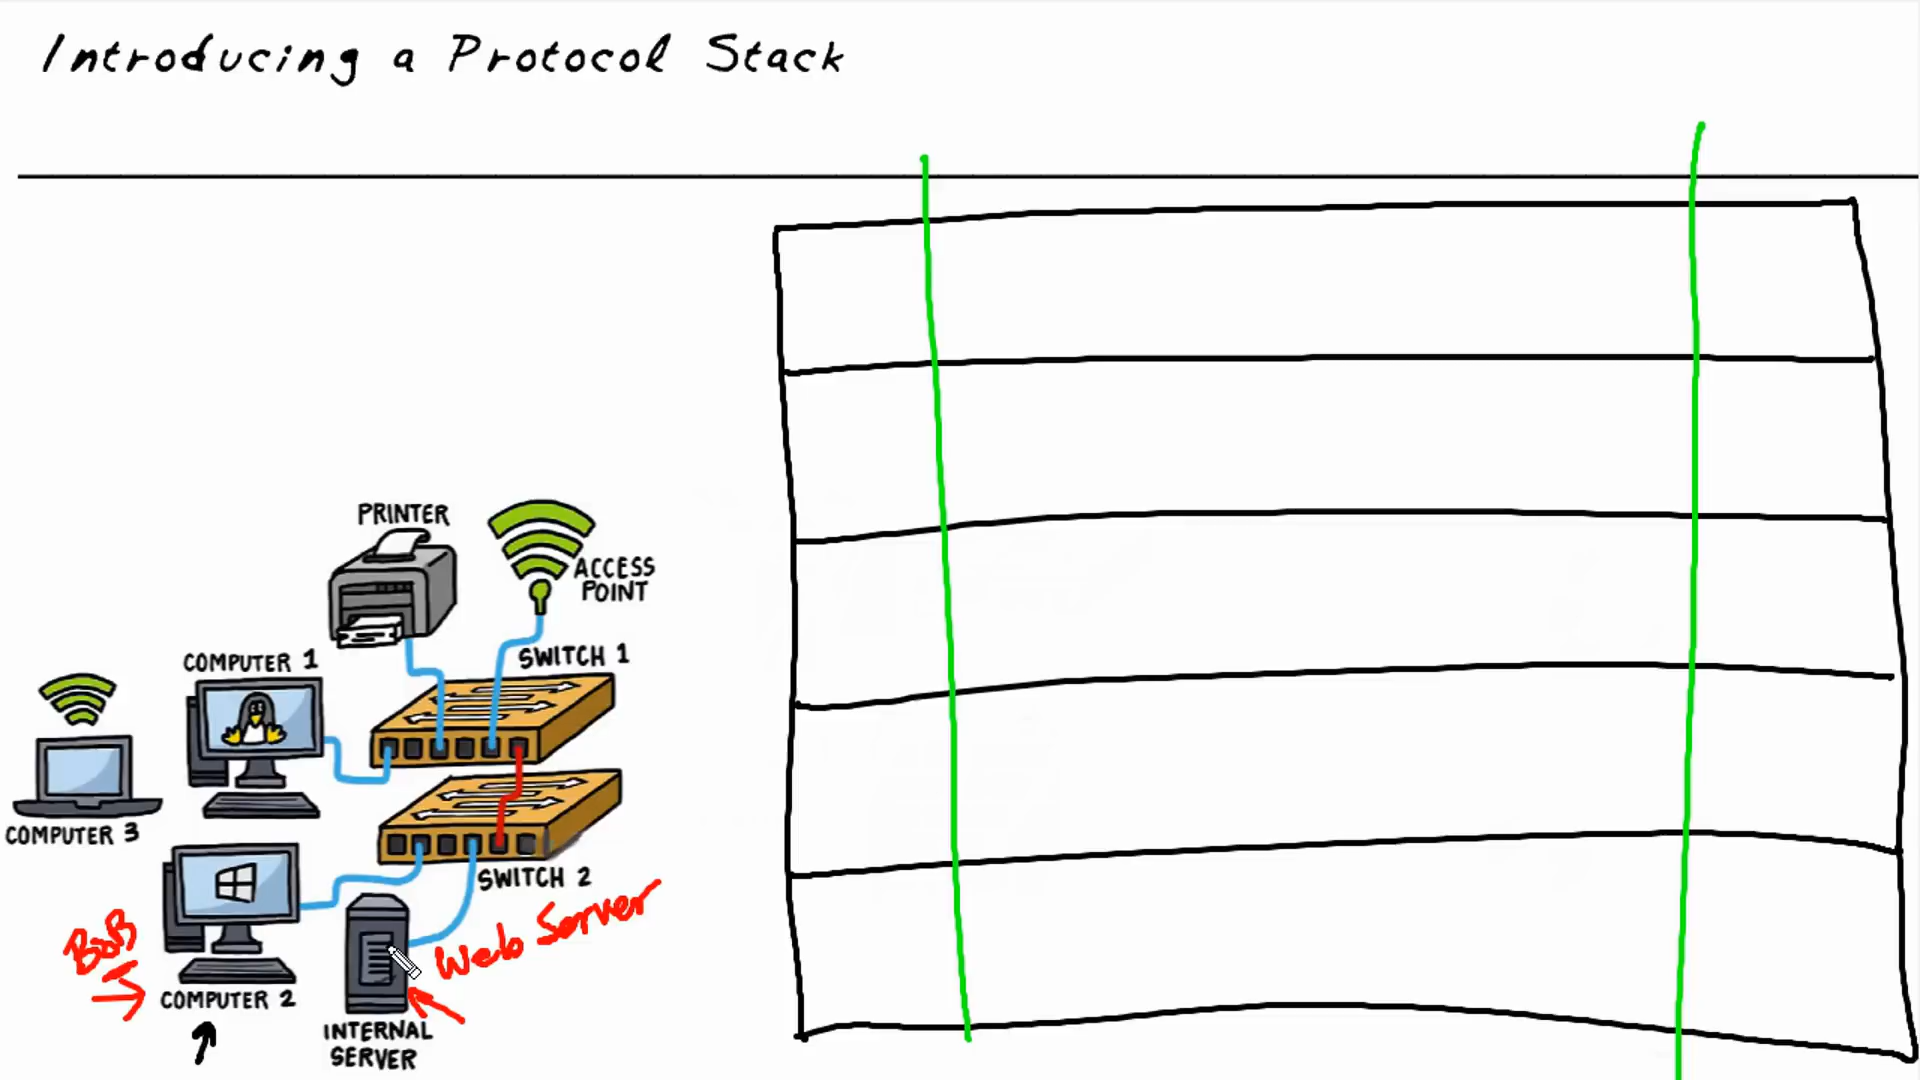 Introducing a Protocol Stack
PRINTER
ACCESS
POINT
SWITCH 1
COMPUTER 1
COMPUTER 3
SWITCH 2
Web Server
BoB
COMPUTER 2
INTERNAL
SERVER